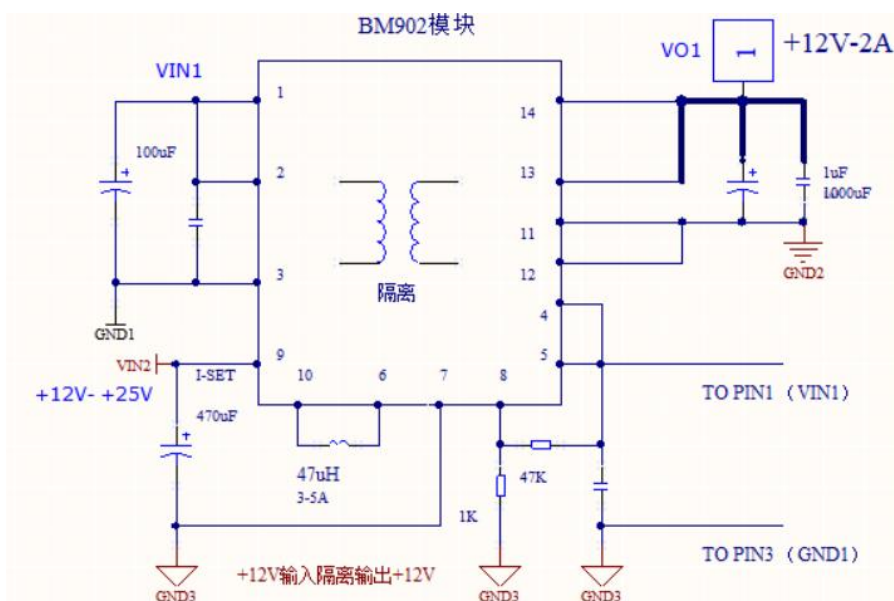 BM902模块
VIN1
VO1
1
+12V-2A
1
14
100uF
2
13
1uF
1000uF
11
3
12
隔离
GND2
GND1
4
VIN2
9
5
I-SET
10
6
7
8
TO PIN1（VIN1）
+12V- +25V
470uF
47uH
3-5A
47K
1K
TO PIN3（GND1）
+12V输入隔离输出+12V
GND3
GND3
GND3